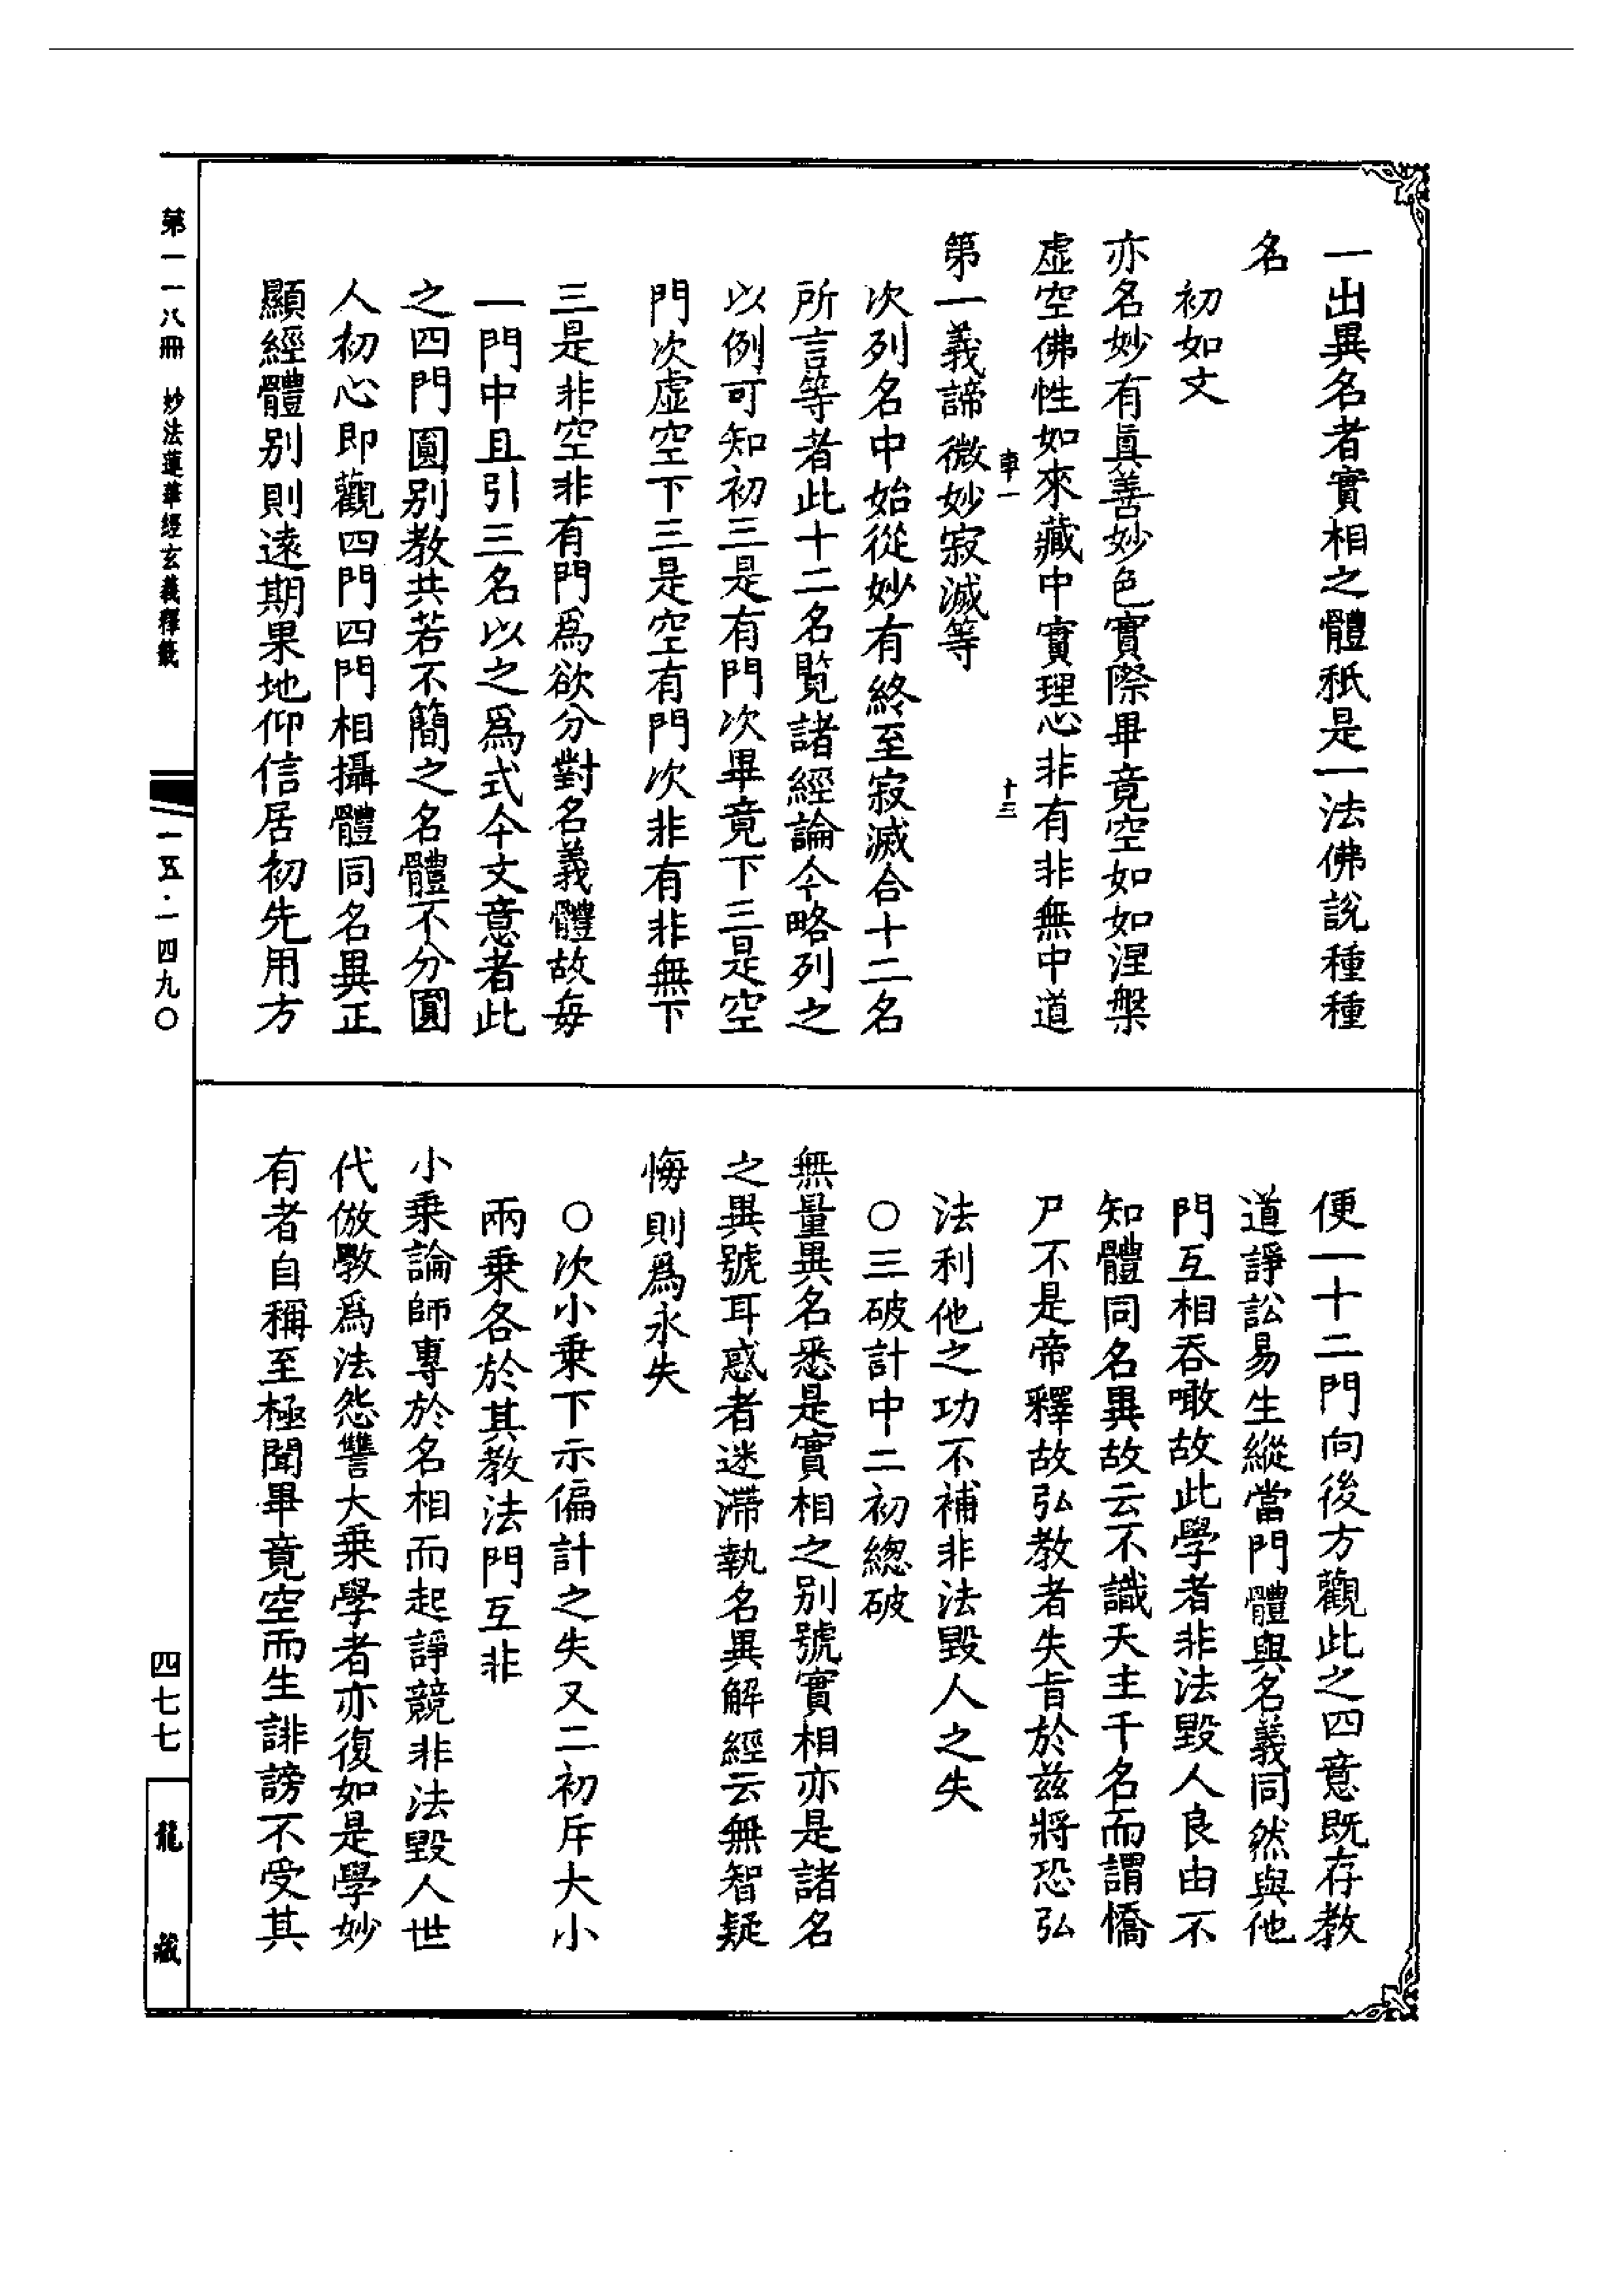 一出異名者實相之體秖是一法佛說種種
名
初如文
亦名妙有眞善妙色實際畢竟空如如涅槃
虛空佛性如來藏中實理心非有非無中道
車一
十三
第一義諦微妙寂滅等
次列名中始從妙有終至寂滅合十二名
所言等者此十二名覽諸經論今略列之
以例可知初三是有門次畢竟下三是空
門次虛空下三是空有門次非有非無下
三是非空非有門爲欲分對名義體故每
一門中且引三名以之爲式今文意者此
之四門圓別教共若不簡之名體不分圓
人初心即觀四門四門相攝體同名異正
顯經體別則遠期果地仰信居初先用方
便一十二門向後方觀此之四意既存教
道諍訟易生縱當門體與名義同然與他
門互相吞噉故此學者非法毀人良由不
知體同名異故云不識天主千名而謂憍
尸不是帝釋故弘教者失旨於茲將恐弘
法利他之功不補非法毀人之失
○三破計中二初總破
無量異名悉是實相之別號實相亦是諸名
之異號耳惑者迷滯執名異解經云無智疑
悔則爲永失
○次小乗下示偏計之失又二初斥大小
兩乗各於其教法門互非
小乗論師專於名相而起諍競非法毀人世
代倣斆爲法怨讐大乗學者亦復如是學妙
有者自稱至極聞畢竟空而生誹謗不受其
第一一八冊　妙法蓮華經玄義釋籤
一五·一四九〇
四七七
龍藏